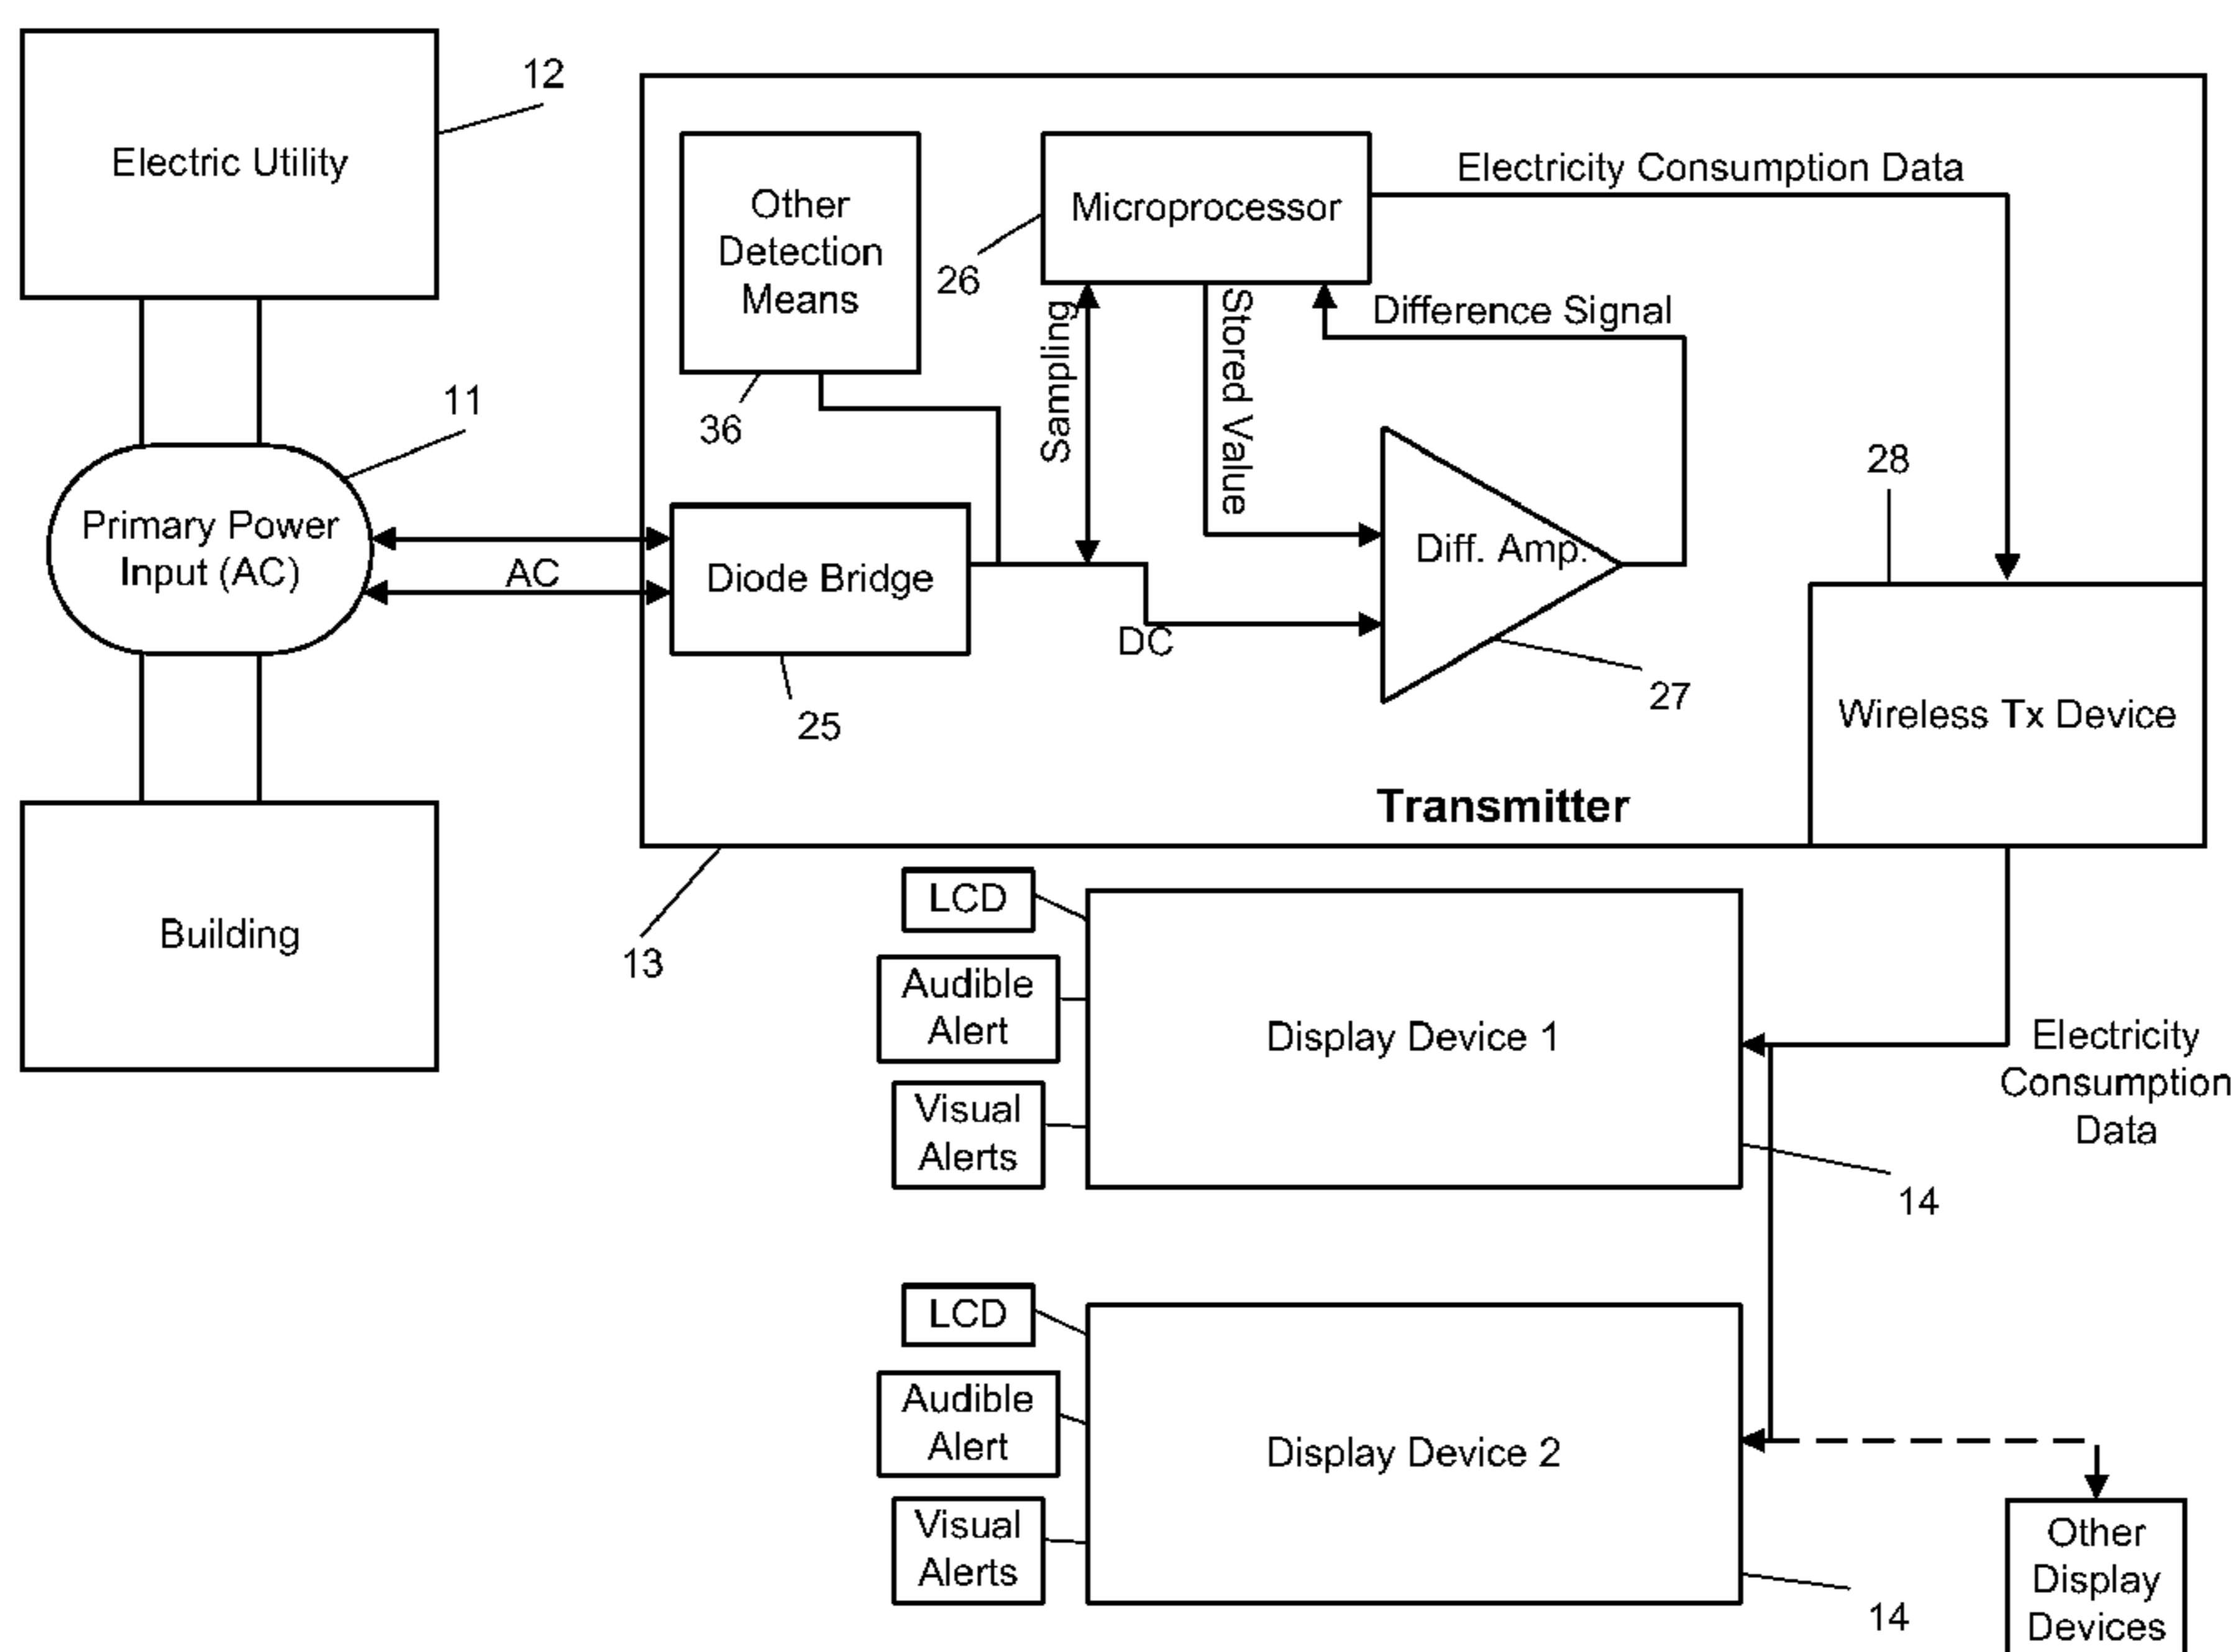 12
Electric Utility
11
Primary Power
Input (AC)
Building
AC
Other
Detection
Means
36
Microprocessor
26
Electricity Consumption Data
Sampling
Stored Value
Difference Signal
Diode Bridge
25
DC
Diff. Amp.
27
28
Wireless Tx Device
Transmitter
13
LCD
Audible
Alert
Visual
Alerts
Display Device 1
Electricity
Consumption
Data
14
LCD
Audible
Alert
Visual
Alerts
Display Device 2
14
Other
Display
Devices